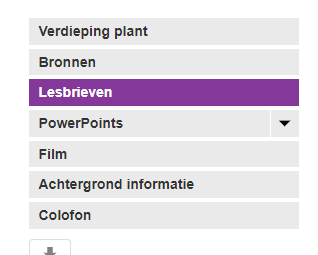 Verdieping plant
Bronnen
Lesbrieven
PowerPoints
Film
Achtergrond informatie
Colofon